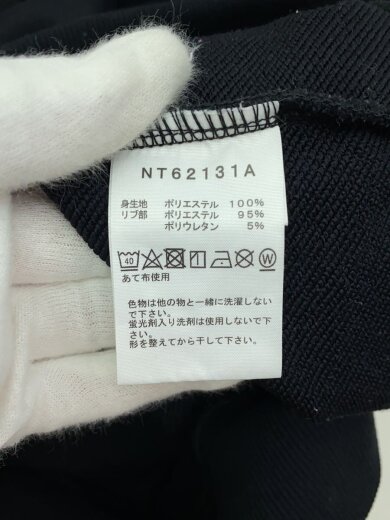 NT62131A
身生地 ポリエステル 100%
リブ部 ポリエステル 95%
ポリウレタン 5%
40 W
あて布使用
色物は他の物と一緒に洗濯しない
で下さい。
蛍光剤入り洗剤は使用しないで下
さい。
形を整えてから干して下さい。